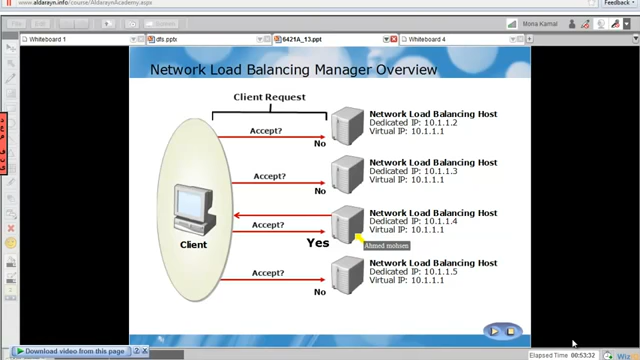 aldarayn.info/course/AldaraynAcademy.aspx
Feedback
Mona Kamal
Whiteboard 1
dfs.pptx
6421A_13.ppt
Whiteboard 4
Network Load Balancing Manager Overview
Client Request
Network Load Balancing Host
Dedicated IP: 10.1.1.2
Virtual IP: 10.1.1.1
Accept?
No
Network Load Balancing Host
Dedicated IP: 10.1.1.3
Virtual IP: 10.1.1.1
Accept?
No
Network Load Balancing Host
Dedicated IP: 10.1.1.4
Virtual IP: 10.1.1.1
Accept?
Yes
Ahmed mohsen
Client
Network Load Balancing Host
Dedicated IP: 10.1.1.5
Virtual IP: 10.1.1.1
Accept?
No
Download video from this page
Elapsed Time: 00:53:32
Wiz